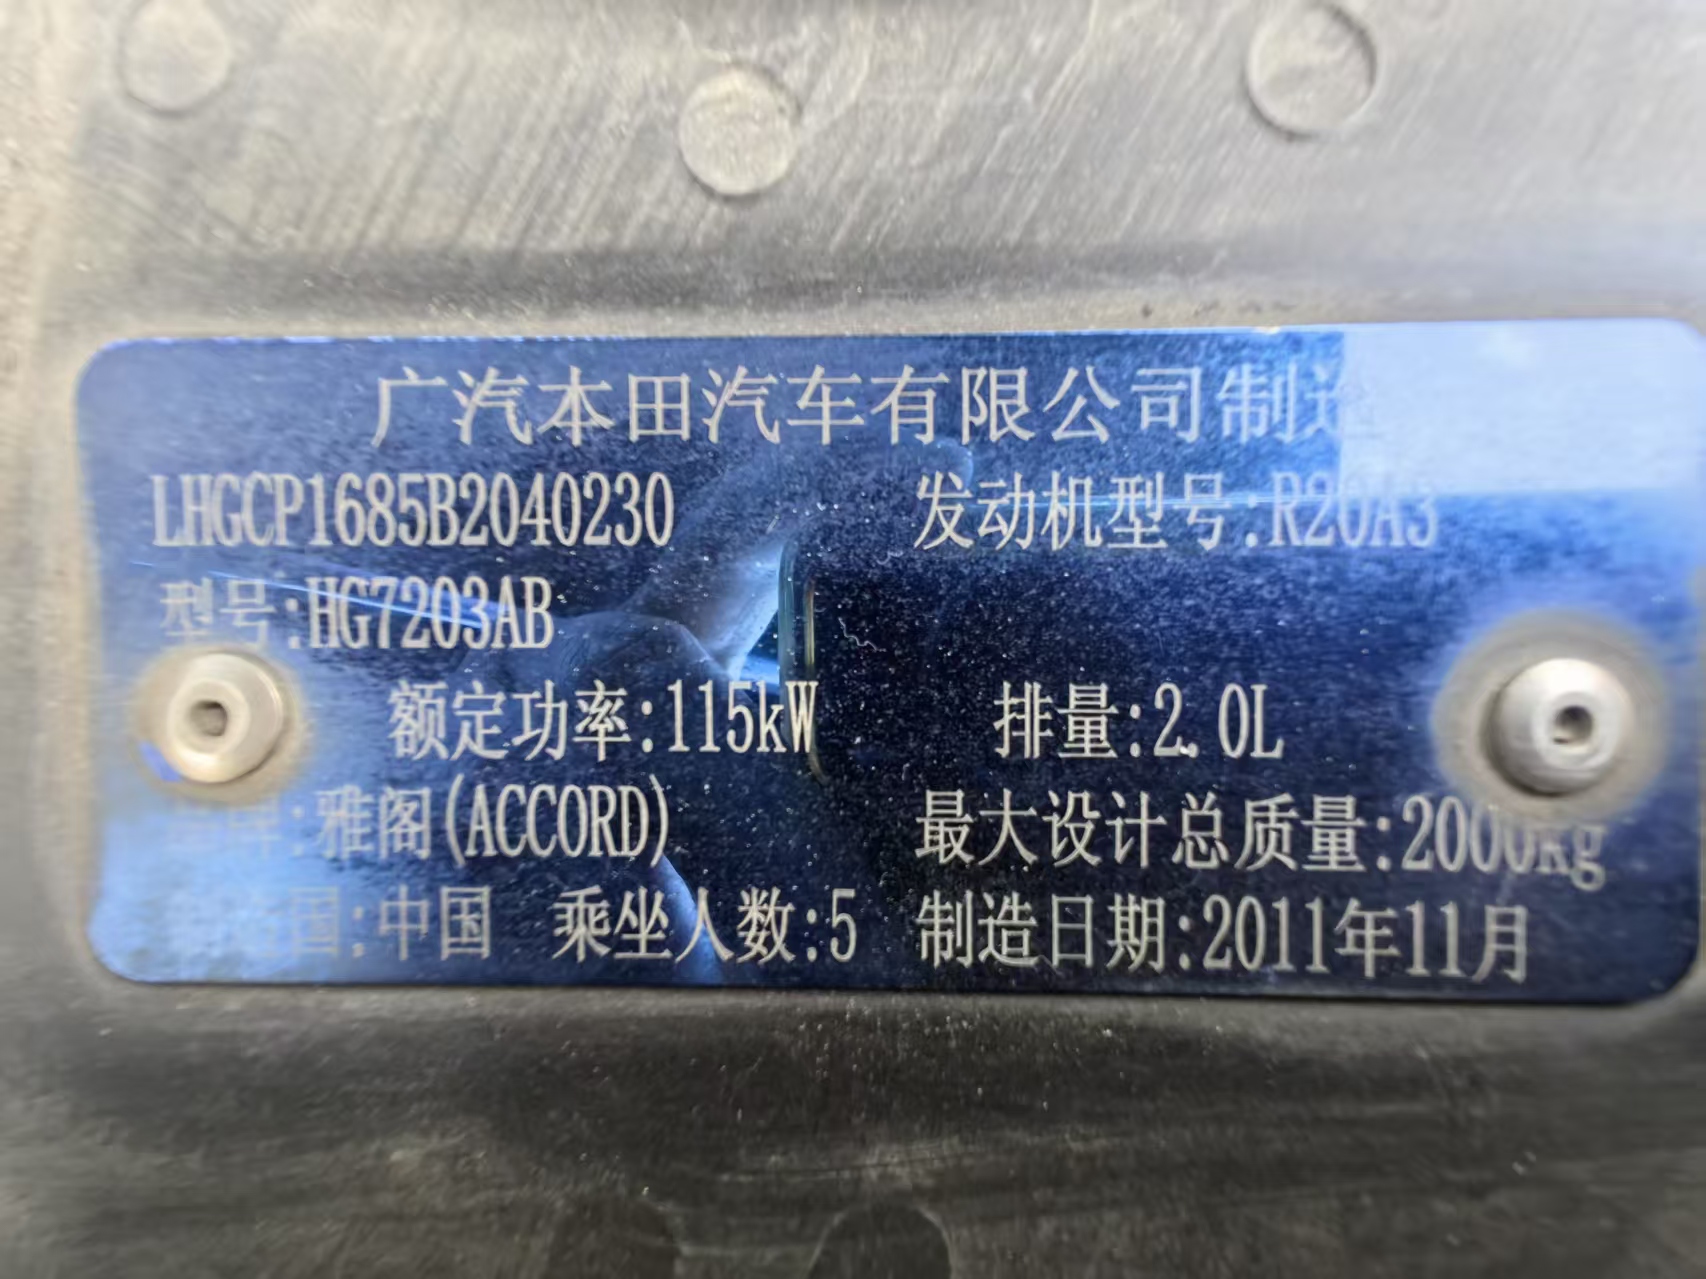 广汽本田汽车有限公司制造
LHGCP1685B2040230 发动机型号:R20A3
型号:HG7203AB
额定功率:115kW 排量:2.0L
品牌:雅阁(ACCORD) 最大设计总质量:2000kg
国:中国 乘坐人数:5 制造日期:2011年11月